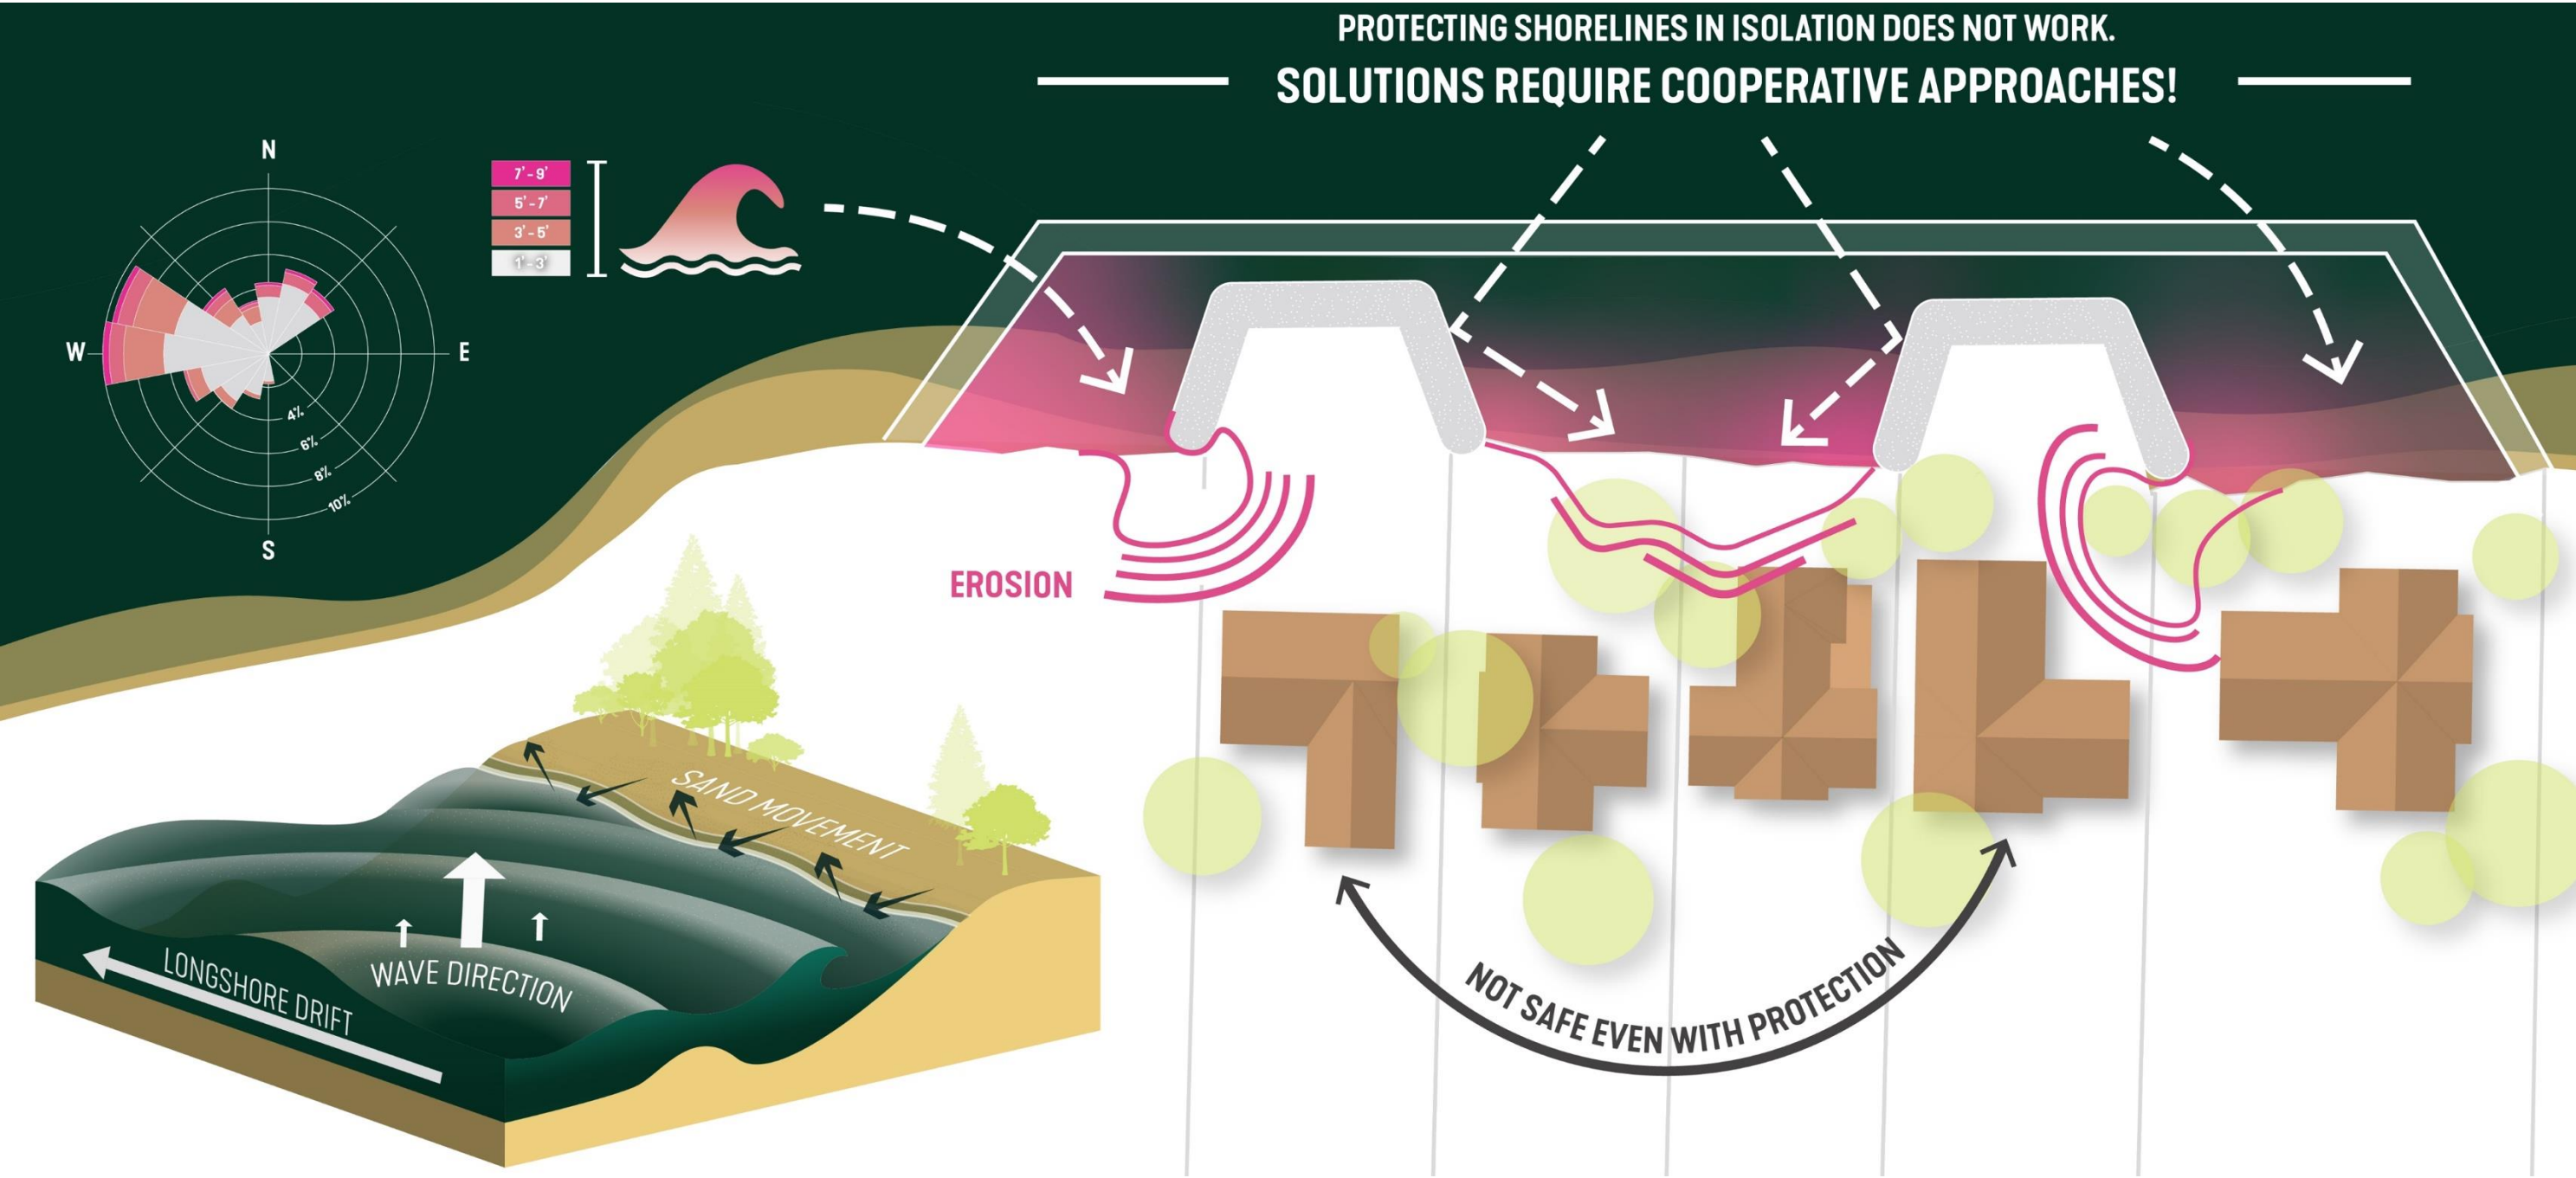 PROTECTING SHORELINES IN ISOLATION DOES NOT WORK.
SOLUTIONS REQUIRE COOPERATIVE APPROACHES!
N
W
E
S
4%
6%
8%
10%
7'-9'
5'-7'
3'-5'
1'-3'
EROSION
SAND MOVEMENT
WAVE DIRECTION
LONGSHORE DRIFT
NOT SAFE EVEN WITH PROTECTION